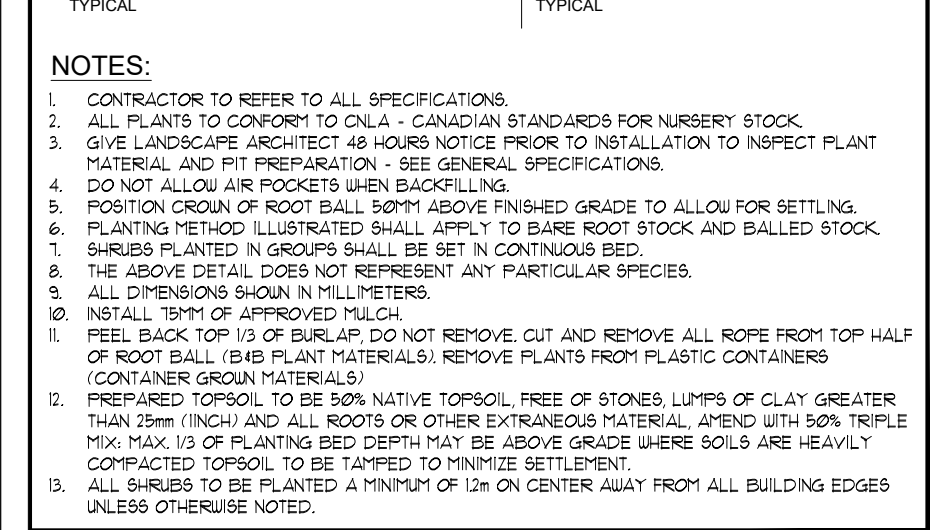 TYPICAL TYPICAL
NOTES:
1. CONTRACTOR TO REFER TO ALL SPECIFICATIONS.
2. ALL PLANTS TO CONFORM TO CNLA - CANADIAN STANDARDS FOR NURSERY STOCK.
3. GIVE LANDSCAPE ARCHITECT 48 HOURS NOTICE PRIOR TO INSTALLATION TO INSPECT PLANT
MATERIAL AND PIT PREPARATION - SEE GENERAL SPECIFICATIONS.
4. DO NOT ALLOW AIR POCKETS WHEN BACKFILLING.
5. POSITION CROWN OF ROOT BALL 50MM ABOVE FINISHED GRADE TO ALLOW FOR SETTLING.
6. PLANTING METHOD ILLUSTRATED SHALL APPLY TO BARE ROOT STOCK AND BALLED STOCK.
7. SHRUBS PLANTED IN GROUPS SHALL BE SET IN CONTINUOUS BED.
8. THE ABOVE DETAIL DOES NOT REPRESENT ANY PARTICULAR SPECIES.
9. ALL DIMENSIONS SHOWN IN MILLIMETERS.
10. INSTALL 75MM OF APPROVED MULCH.
11. PEEL BACK TOP 1/3 OF BURLAP, DO NOT REMOVE. CUT AND REMOVE ALL ROPE FROM TOP HALF
OF ROOT BALL (B&B PLANT MATERIALS). REMOVE PLANTS FROM PLASTIC CONTAINERS
(CONTAINER GROWN MATERIALS)
12. PREPARED TOPSOIL TO BE 50% NATIVE TOPSOIL, FREE OF STONES, LUMPS OF CLAY GREATER
THAN 25mm (1INCH) AND ALL ROOTS OR OTHER EXTRANEOUS MATERIAL, AMEND WITH 50% TRIPLE
MIX: MAX. 1/3 OF PLANTING BED DEPTH MAY BE ABOVE GRADE WHERE SOILS ARE HEAVILY
COMPACTED TOPSOIL TO BE TAMPED TO MINIMIZE SETTLEMENT.
13. ALL SHRUBS TO BE PLANTED A MINIMUM OF 1.2m ON CENTER AWAY FROM ALL BUILDING EDGES
UNLESS OTHERWISE NOTED.